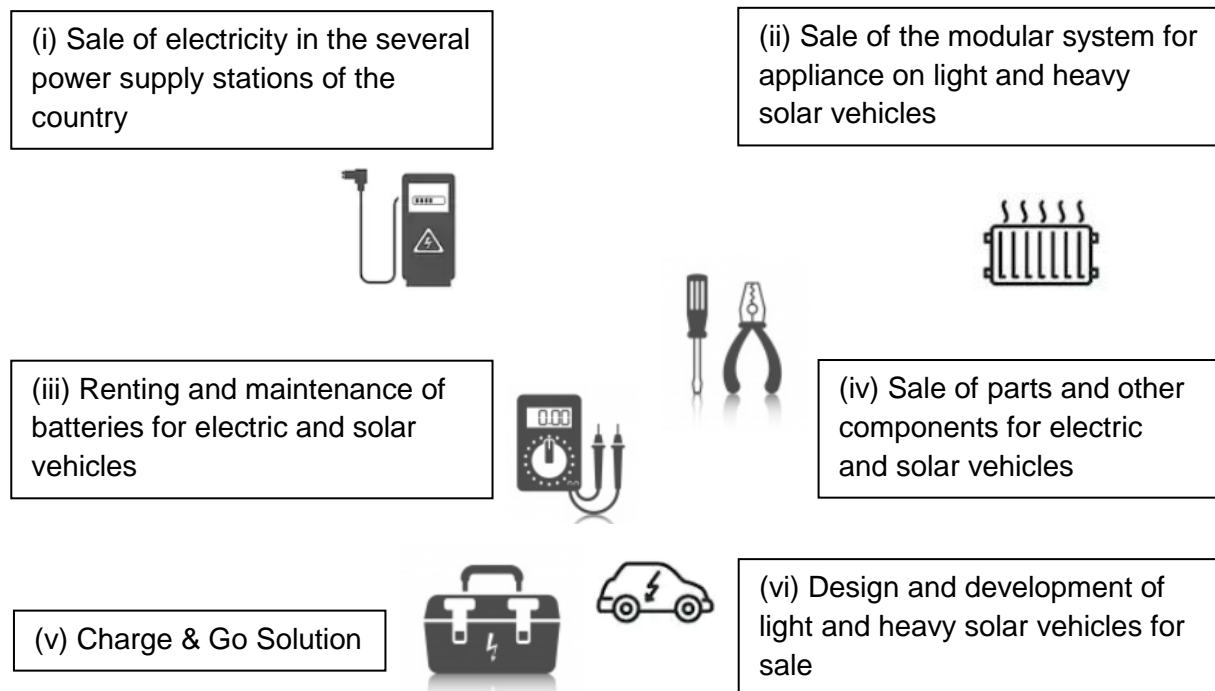 (i) Sale of electricity in the several
power supply stations of the
country
(ii) Sale of the modular system for
appliance on light and heavy
solar vehicles
(iii) Renting and maintenance of
batteries for electric and solar
vehicles
0.00
(iv) Sale of parts and other
components for electric
and solar vehicles
(v) Charge & Go Solution
(vi) Design and development of
light and heavy solar vehicles for
sale